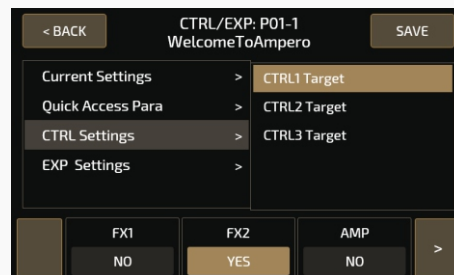 < BACK
CTRL/EXP: P01-1
WelcomeToAmpero
SAVE
Current Settings >
Quick Access Para >
CTRL Settings >
EXP Settings >
CTRL1 Target
CTRL2 Target
CTRL3 Target
FX1 FX2 AMP
NO YES NO >